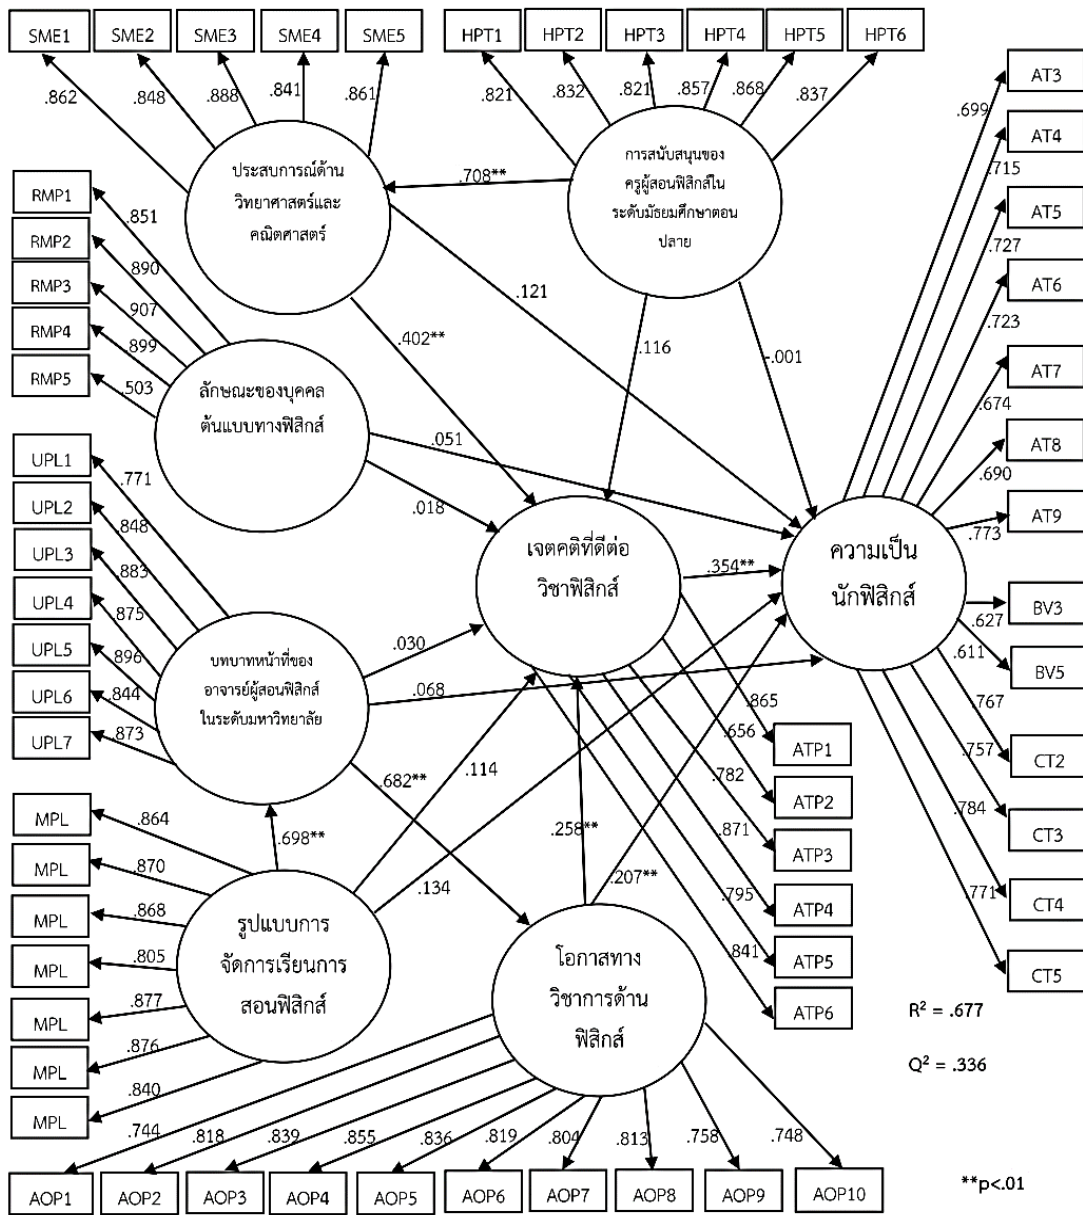 SME1 SME2 SME3 SME4 SME5 HPT1 HPT2 HPT3 HPT4 HPT5 HPT6
.862 .848 .888 .841 .861 .821 .832 .821 .857 .868 .837
ประสบการณ์ด้าน
วิทยาศาสตร์และ
คณิตศาสตร์
การสนับสนุนของ
ครูผู้สอนฟิสิกส์ใน
ระดับมัธยมศึกษาตอน
ปลาย
.708**
AT3
AT4
AT5
AT6
AT7
AT8
AT9
.699
.715
.727
.723
.674
.690
.773
RMP1
RMP2
RMP3
RMP4
RMP5
.851
.890
.907
.899
.503
ลักษณะของบุคคล
ต้นแบบทางฟิสิกส์
.402**
.121
.116
-.001
.051
.018
UPL1
UPL2
UPL3
UPL4
UPL5
UPL6
UPL7
.771
.848
.883
.875
.896
.844
.873
บทบาทหน้าที่ของ
อาจารย์ผู้สอนฟิสิกส์
ในระดับมหาวิทยาลัย
เจตคติที่ดีต่อ
วิชาฟิสิกส์
.354**
ความเป็น
นักฟิสิกส์
BV3
BV5
CT2
CT3
CT4
CT5
.627
.611
.767
.757
.784
.771
.030
.068
.682**
.114
.698**
.134
.258**
.207**
.865
.656
.782
.871
.795
.841
ATP1
ATP2
ATP3
ATP4
ATP5
ATP6
MPL
MPL
MPL
MPL
MPL
MPL
MPL
.864
.870
.868
.805
.877
.876
.840
รูปแบบการ
จัดการเรียนการ
สอนฟิสิกส์
โอกาสทาง
วิชาการด้าน
ฟิสิกส์
R² = .677
Q² = .336
.744 .818 .839 .855 .836 .819 .804 .813 .758 .748
AOP1 AOP2 AOP3 AOP4 AOP5 AOP6 AOP7 AOP8 AOP9 AOP10
**p<.01